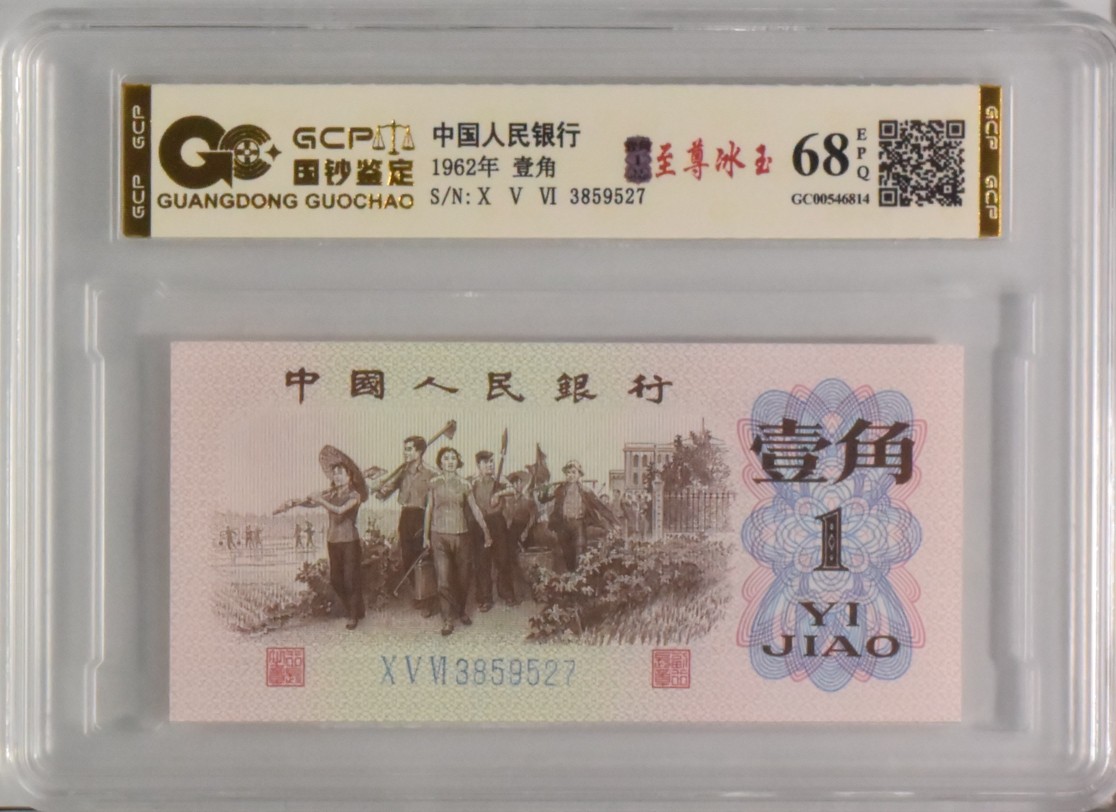 GCP
国钞鉴定
GUANGDONG GUOCHAO
中国人民银行
1962年 壹角
S/N: X V Ⅵ 3859527
至尊冰玉
68
EPQ
GC00546814
GCP
GCP
GCP
GCP
中國人民銀行
壹角
1
YI
JIAO
X V Ⅵ 3859527